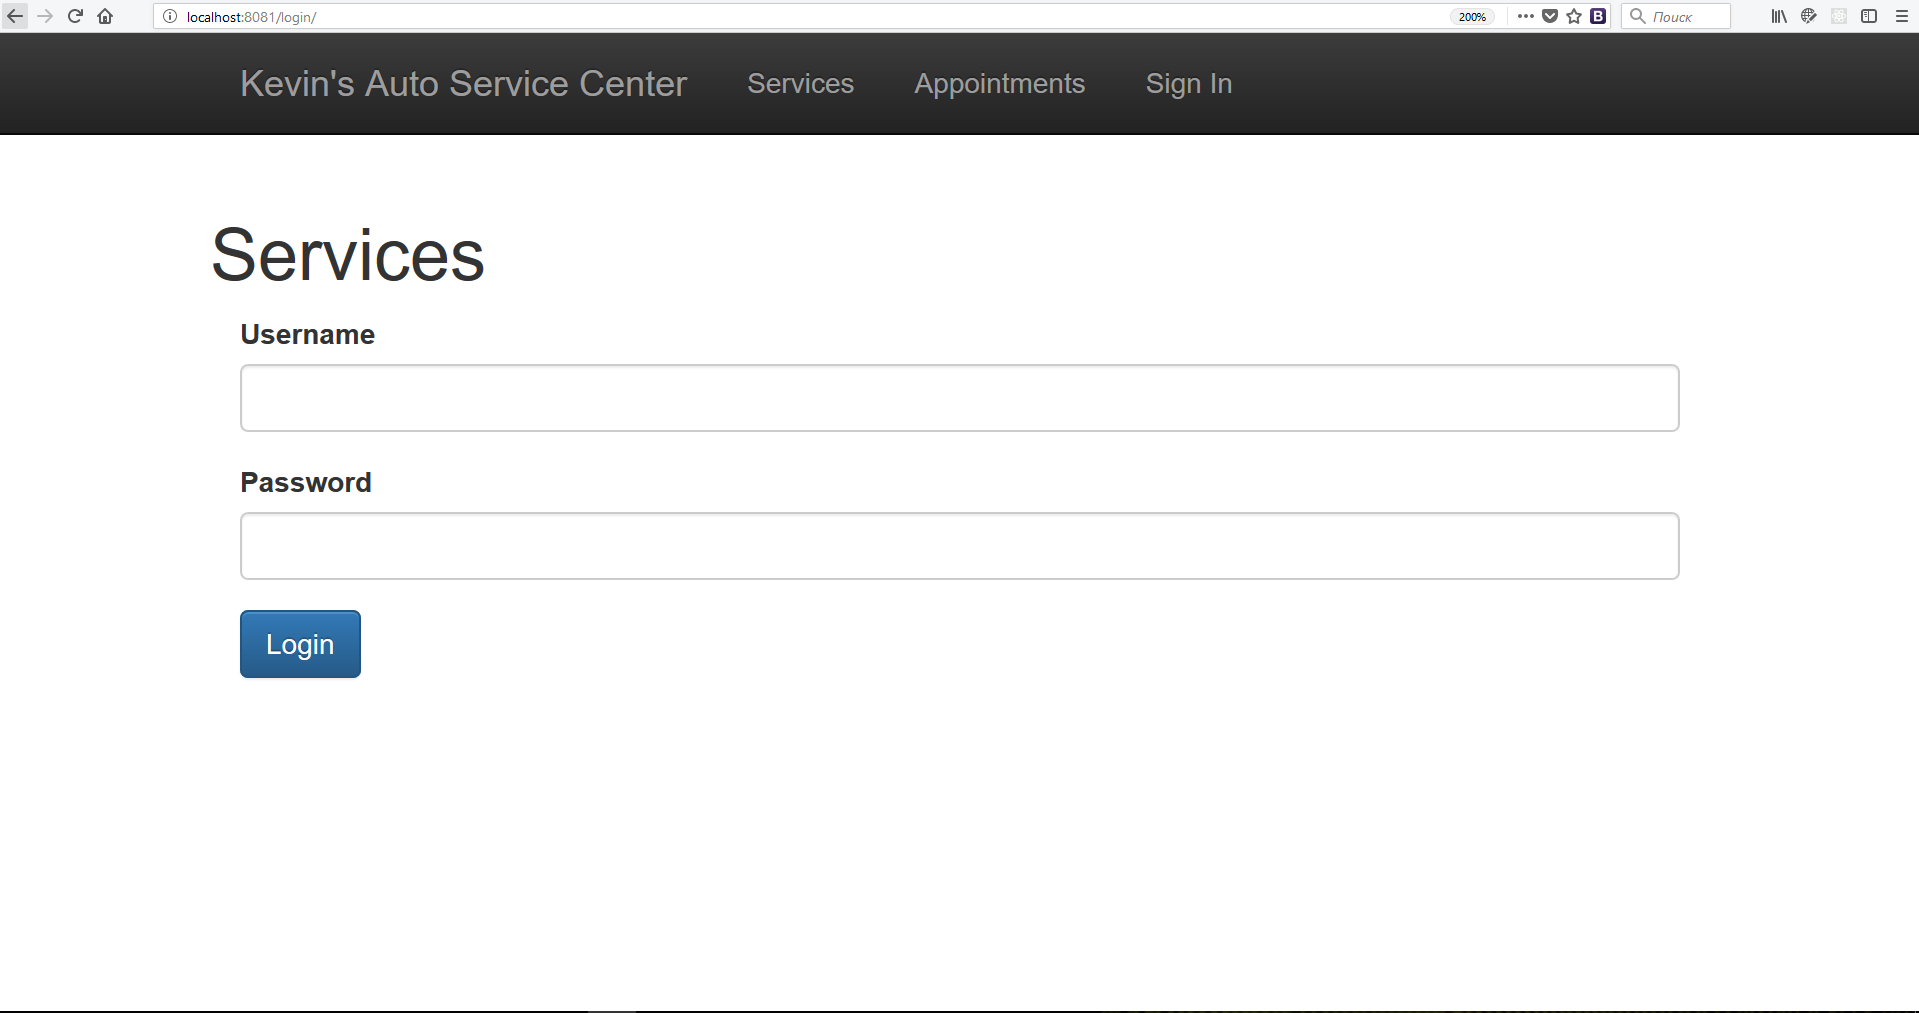 localhost:8081/login/ 200% B Поиск
Kevin's Auto Service Center Services Appointments Sign In
Services
Username
Password
Login